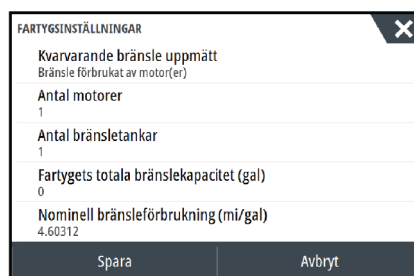 FARTYGSINSTÄLLNINGAR
Kvarvarande bränsle uppmätt
Bränsle förbrukat av motor(er)
Antal motorer
1
Antal bränsletankar
1
Fartygets totala bränslekapacitet (gal)
0
Nominell bränsleförbrukning (mi/gal)
4.60312
Spara Avbryt